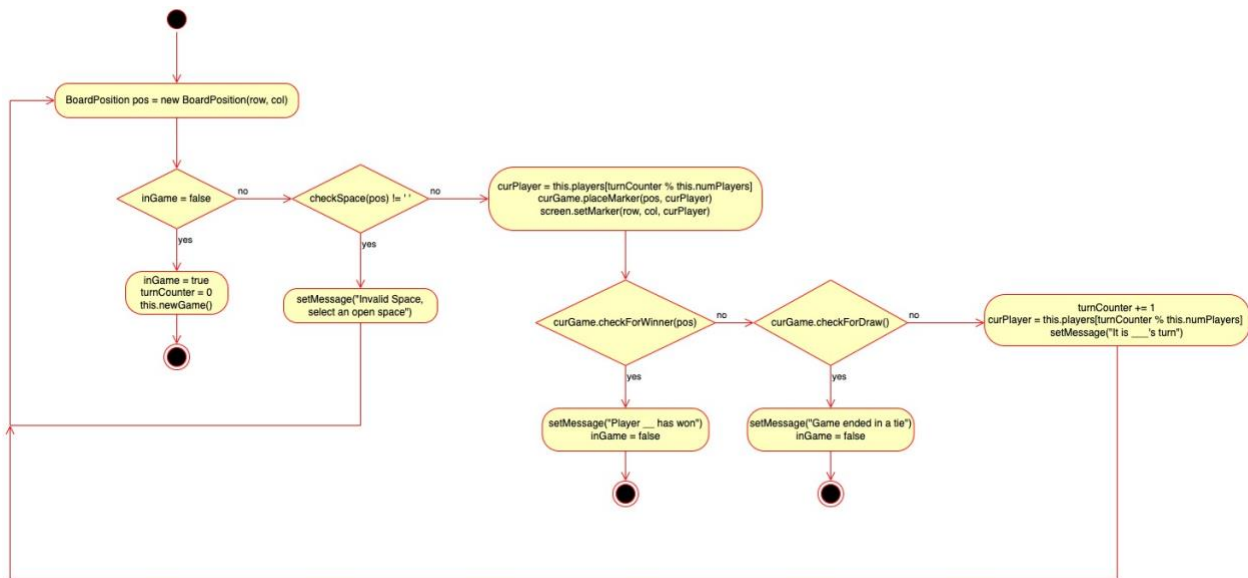 BoardPosition pos = new BoardPosition(row, col)
inGame = false
no
checkSpace(pos) != ' '
no
curPlayer = this.players[turnCounter % this.numPlayers]
curGame.placeMarker(pos, curPlayer)
screen.setMarker(row, col, curPlayer)
yes
yes
inGame = true
turnCounter = 0
this.newGame()
setMessage("Invalid Space,
select an open space")
curGame.checkForWinner(pos)
no
curGame.checkForDraw()
no
turnCounter += 1
curPlayer = this.players[turnCounter % this.numPlayers]
setMessage("It is ___'s turn")
yes
yes
setMessage("Player __ has won")
inGame = false
setMessage("Game ended in a tie")
inGame = false